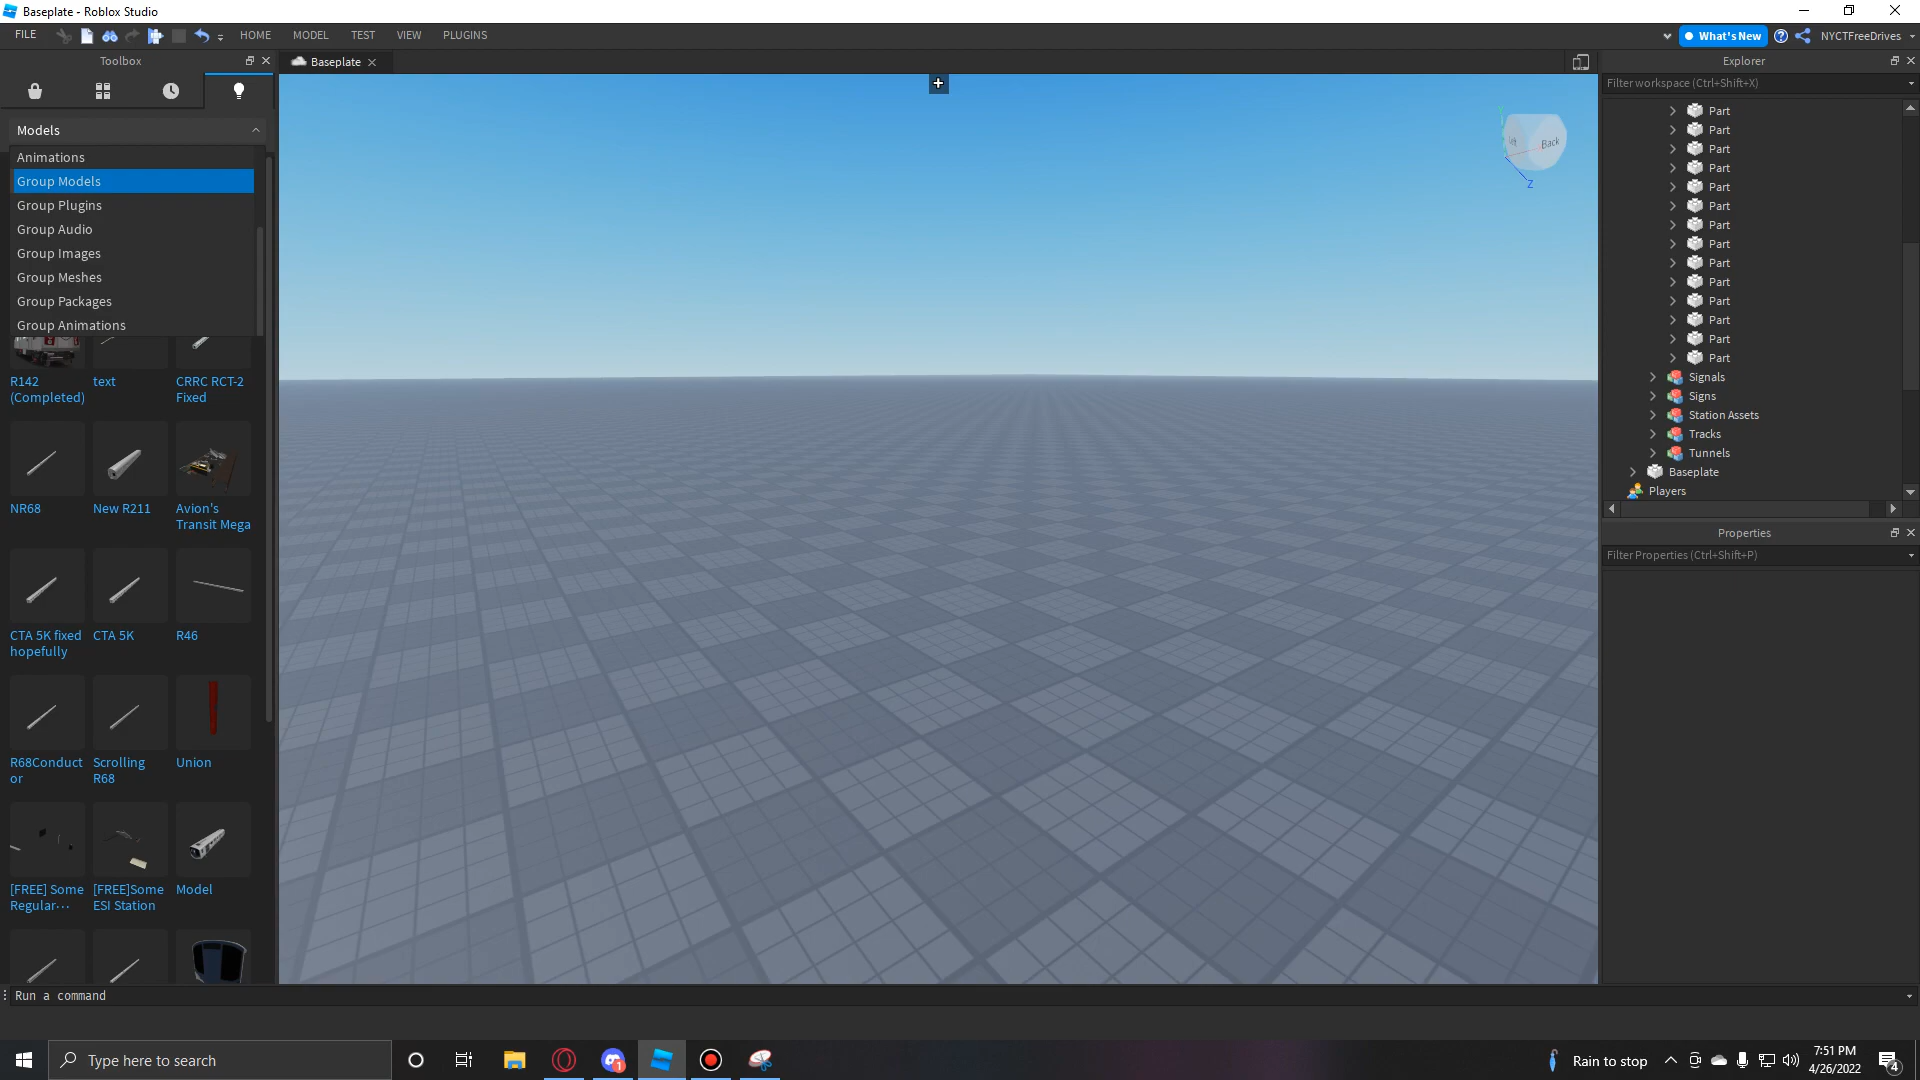 Baseplate - Roblox Studio
FILE
HOME
MODEL
TEST
VIEW
PLUGINS
What's New
NYCTFreeDrives
Toolbox
Baseplate
Explorer
Filter workspace (Ctrl+Shift+X)
Models
Animations
Group Models
Group Plugins
Group Audio
Group Images
Group Meshes
Group Packages
Group Animations
R142
(Completed)
text
CRRC RCT-2
Fixed
NR68
New R211
Avion's
Transit Mega
CTA 5K fixed
hopefully
CTA 5K
R46
R68Conduct
or
Scrolling
R68
Union
[FREE] Some
Regular...
[FREE]Some
ESI Station
Model
Y
Back
Z
Part
Part
Part
Part
Part
Part
Part
Part
Part
Part
Part
Part
Part
Part
Signals
Signs
Station Assets
Tracks
Tunnels
Baseplate
Players
Properties
Filter Properties (Ctrl+Shift+P)
Run a command
Type here to search
1
Rain to stop
7:51 PM
4/26/2022
4